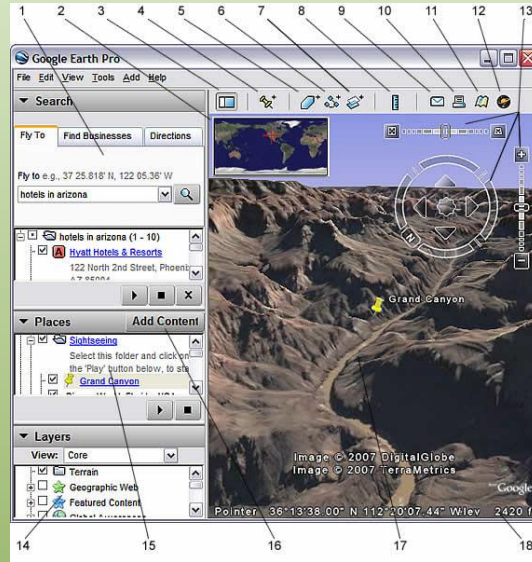 1 2 3 4 5 6 7 8 9 10 11 12 13
Google Earth Pro
File Edit View Tools Add Help
Search
Fly To Find Businesses Directions
Fly to e.g., 37 25.818' N, 122 05.36' W
hotels in arizona
hotels in arizona (1 - 10)
A Hyatt Hotels & Resorts
122 North 2nd Street, Phoenix
AZ 85004
Places Add Content
Sightseeing
Select this folder and click on
the 'Play' button below, to sta
Grand Canyon
Layers
View: Core
Terrain
Geographic Web
Featured Content
Global Awareness
N
Grand Canyon
Image © 2007 DigitalGlobe
Image © 2007 TerraMetrics
Google
Pointer 36°13'38.00" N 112°20'07.44" W elev 2420 f
14 15 16 17 18